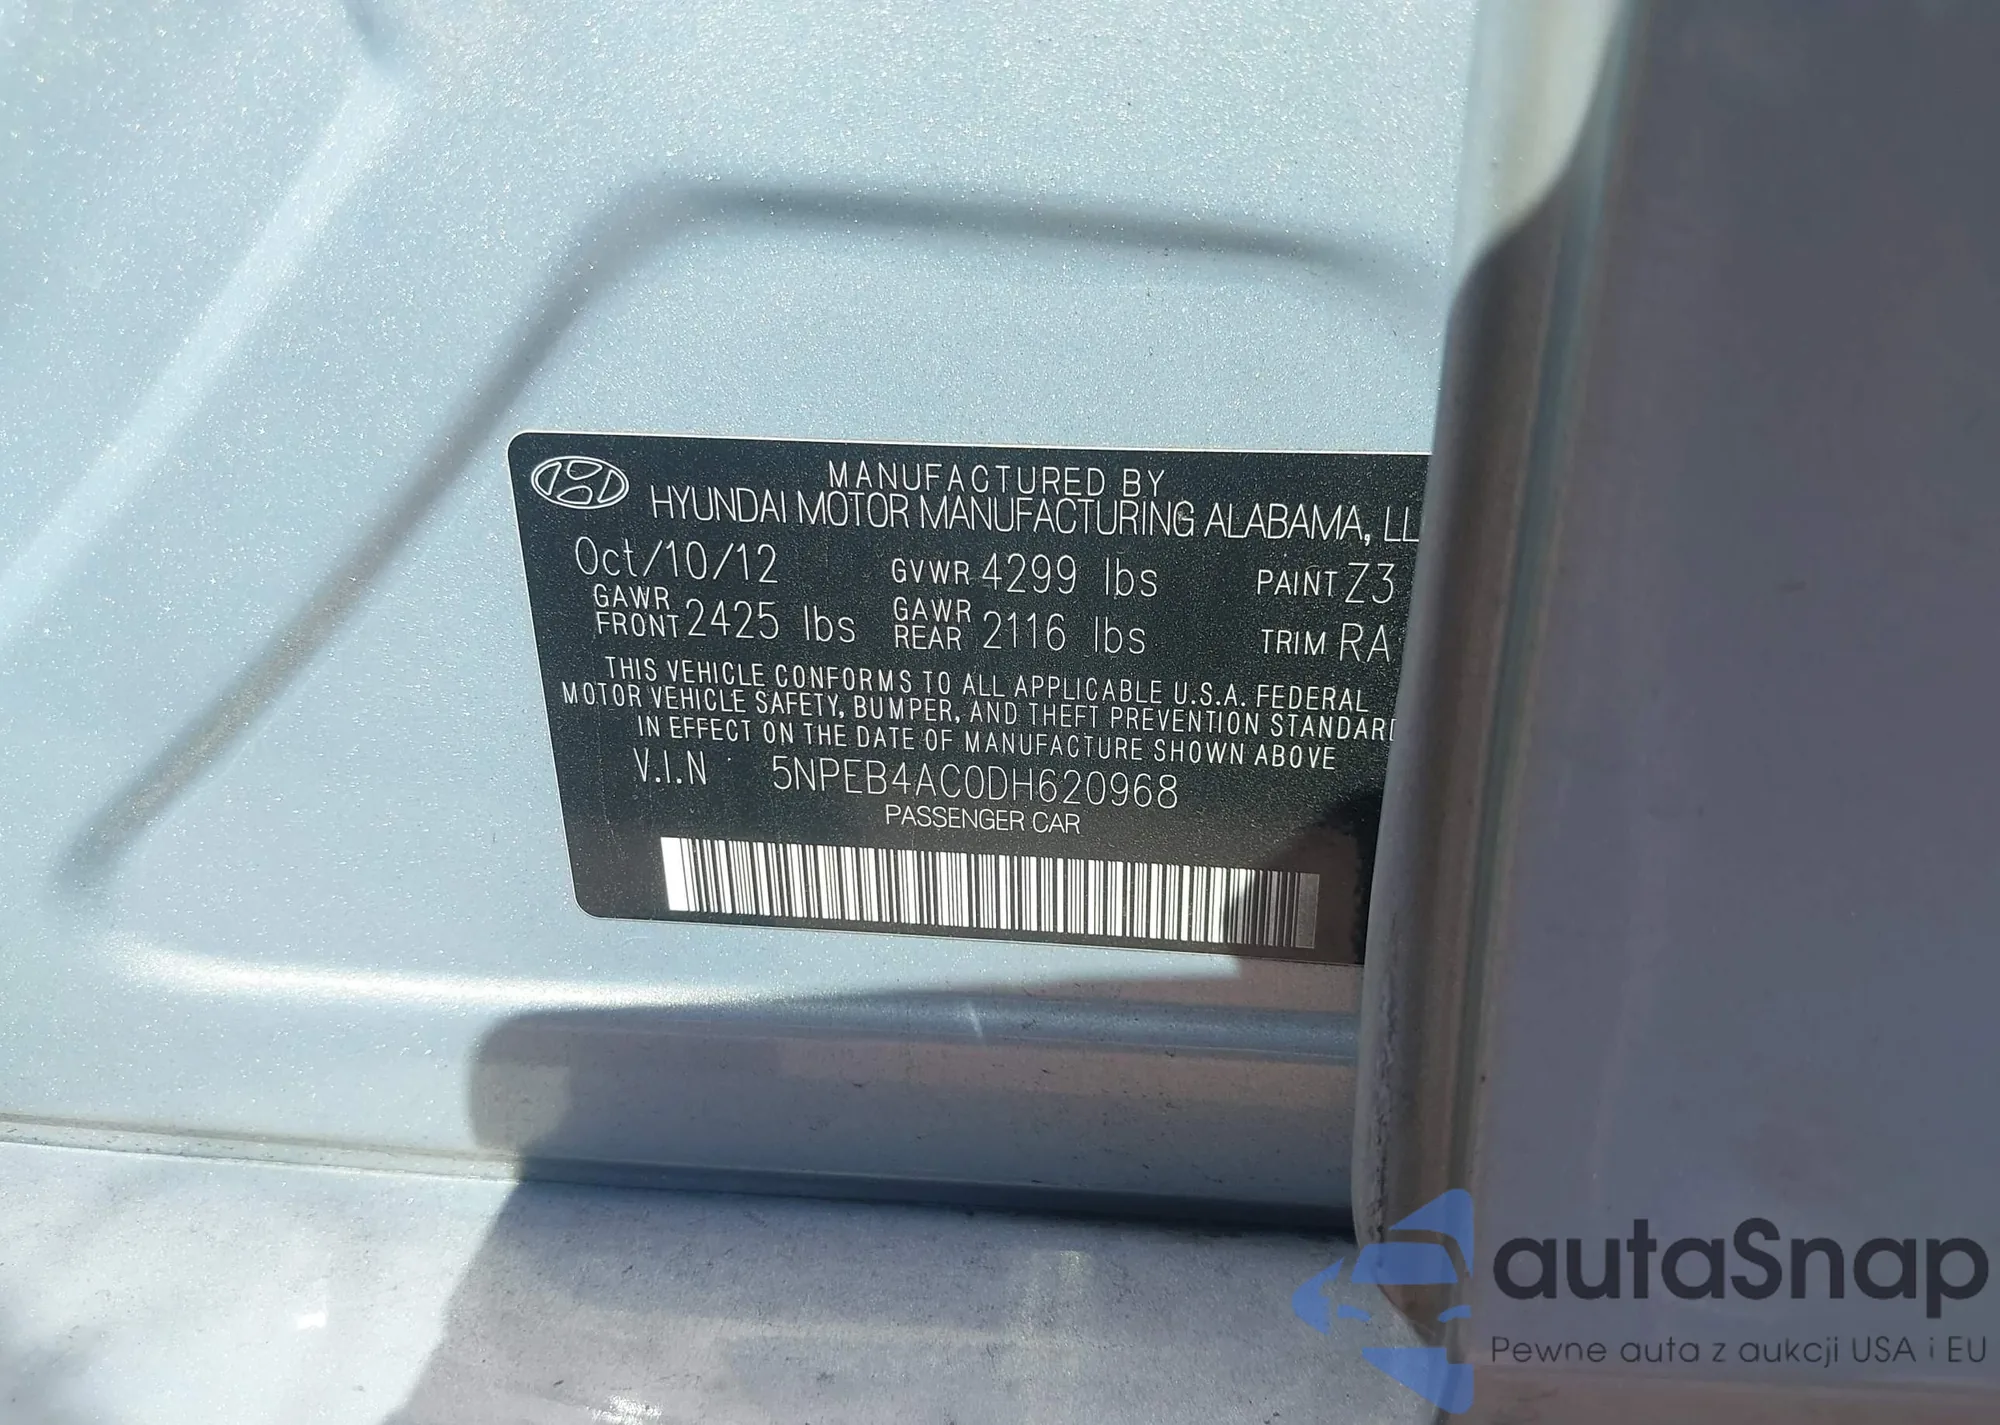 MANUFACTURED BY
HYUNDAI MOTOR MANUFACTURING ALABAMA, LL
Oct/10/12 GVWR 4299 lbs PAINT Z3
GAWR FRONT 2425 lbs GAWR REAR 2116 lbs TRIM RA
THIS VEHICLE CONFORMS TO ALL APPLICABLE U.S.A. FEDERAL
MOTOR VEHICLE SAFETY, BUMPER, AND THEFT PREVENTION STANDARD
IN EFFECT ON THE DATE OF MANUFACTURE SHOWN ABOVE
V.I.N 5NPEB4AC0DH620968
PASSENGER CAR
autaSnap
Pewne auta z aukcji USA i EU